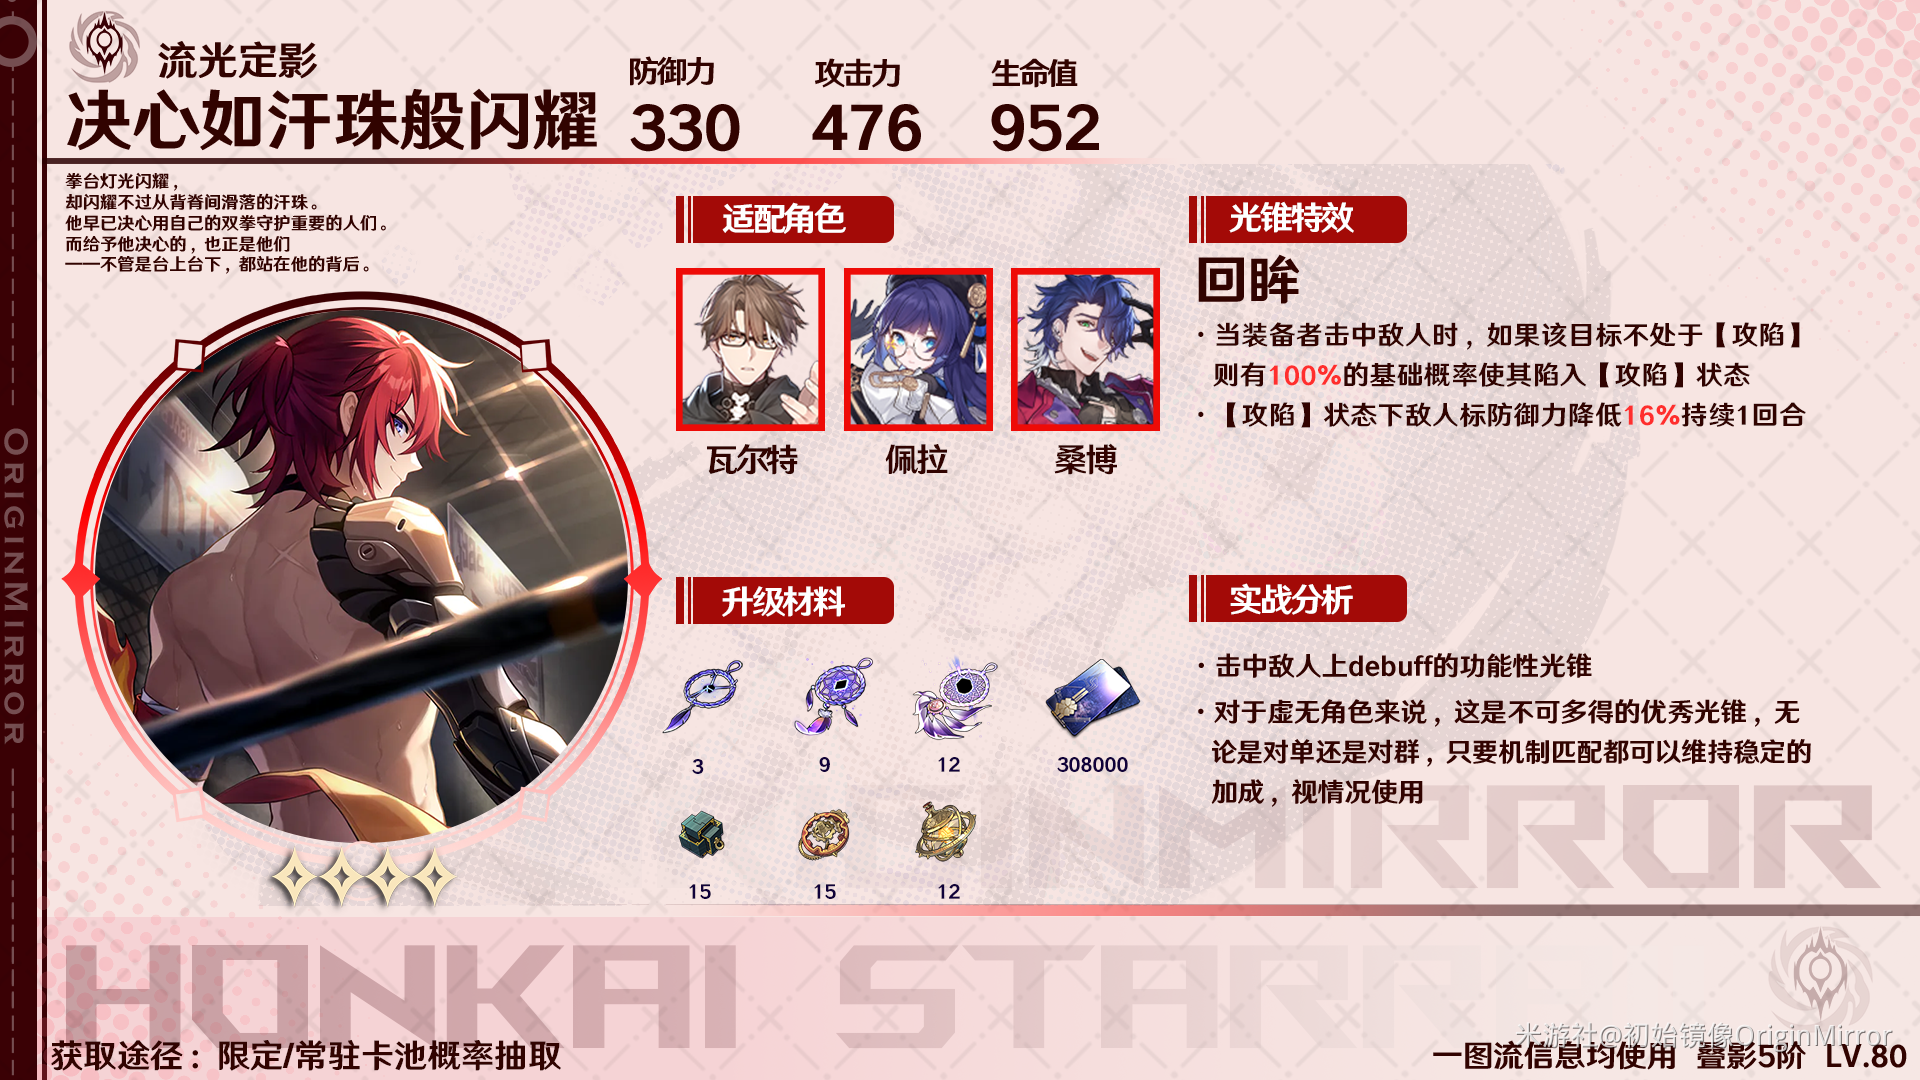 流光定影
决心如汗珠般闪耀
防御力
330
攻击力
476
生命值
952
拳台灯光闪耀，
却闪耀不过从背脊间滑落的汗珠。
他早已决心用自己的双拳守护重要的人们。
而给予他决心的，也正是他们
——不管是台上台下，都站在他的背后。
适配角色
瓦尔特
佩拉
桑博
光锥特效
回眸
·当装备者击中敌人时，如果该目标不处于【攻陷】
则有100%的基础概率使其陷入【攻陷】状态
·【攻陷】状态下敌人标防御力降低16%持续1回合
升级材料
3
9
12
308000
15
15
12
实战分析
·击中敌人上debuff的功能性光锥
·对于虚无角色来说，这是不可多得的优秀光锥，无
论是对单还是对群，只要机制匹配都可以维持稳定的
加成，视情况使用
ORIGINMIRROR
INMIRROR
HONKAI STARR
米游社@初始镜像OriginMirror
获取途径：限定/常驻卡池概率抽取
一图流信息均使用 叠影5阶 LV.80